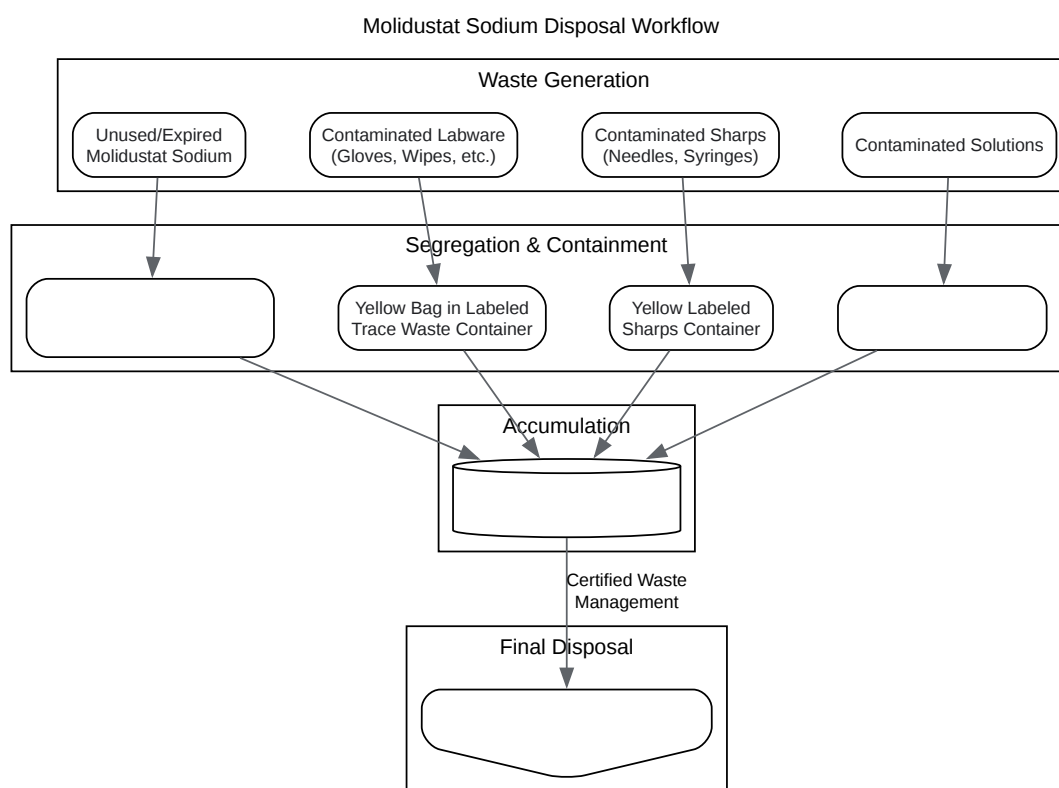 Molidustat Sodium Disposal Workflow
Waste Generation
Unused/Expired
Molidustat Sodium
Contaminated Labware
(Gloves, Wipes, etc.)
Contaminated Sharps
(Needles, Syringes)
Contaminated Solutions
Segregation & Containment
Yellow Bag in Labeled
Trace Waste Container
Yellow Labeled
Sharps Container
Accumulation
Certified Waste
Management
Final Disposal